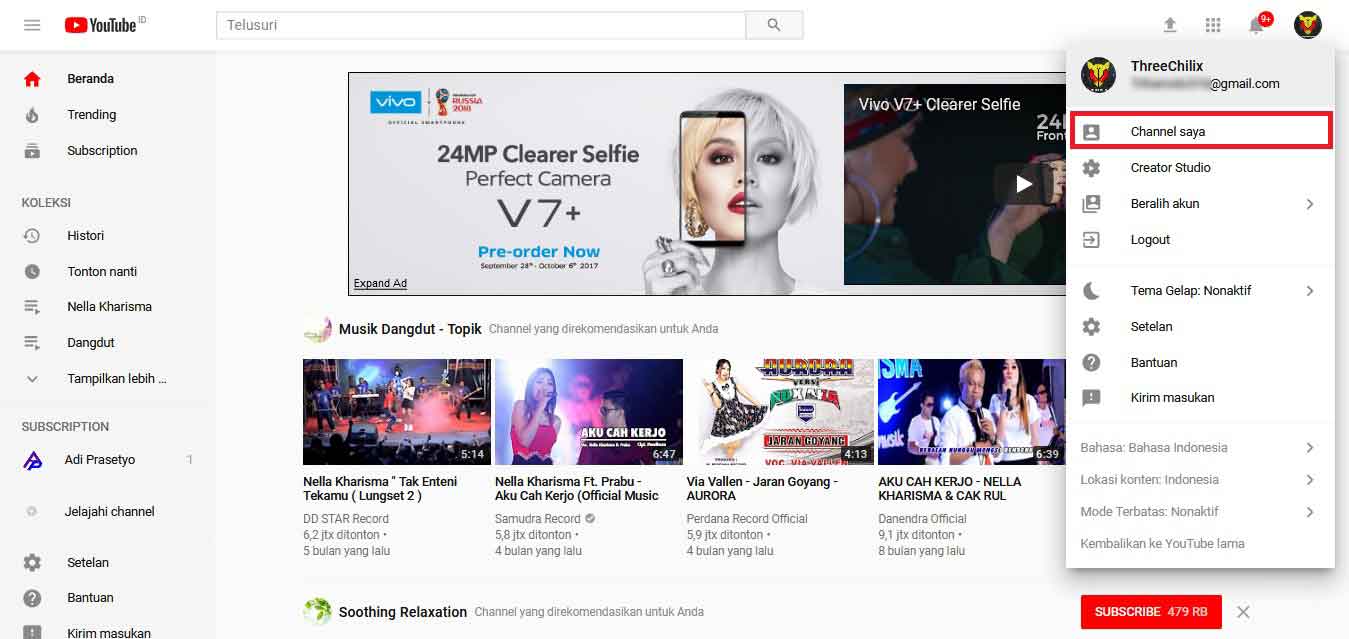 YouTube ID
Telusuri
9+
Beranda
Trending
Subscription
KOLEKSI
Histori
Tonton nanti
Nella Kharisma
Dangdut
Tampilkan lebih ...
SUBSCRIPTION
Adi Prasetyo 1
Jelajahi channel
Setelan
Bantuan
Kirim masukan
vivo
RUSSIA
2018
OFFICIAL SMARTPHONE
24MP Clearer Selfie
Perfect Camera
V7+
Pre-order Now
September 28th - October 6th 2017
Expand Ad
Vivo V7+ Clearer Selfie
Musik Dangdut - Topik Channel yang direkomendasikan untuk Anda
5:14
AKU CAH KERJO
6:47
VERSI
JARAN GOYANG
4:13
6:39
Nella Kharisma " Tak Enteni
Tekamu ( Lungset 2 )
DD STAR Record
6,2 jtx ditonton •
5 bulan yang lalu
Nella Kharisma Ft. Prabu -
Aku Cah Kerjo (Official Music
Samudra Record
5,8 jtx ditonton •
4 bulan yang lalu
Via Vallen - Jaran Goyang -
AURORA
Perdana Record Official
5,9 jtx ditonton •
4 bulan yang lalu
AKU CAH KERJO - NELLA
KHARISMA & CAK RUL
Danendra Official
9,1 jtx ditonton •
8 bulan yang lalu
Soothing Relaxation Channel yang direkomendasikan untuk Anda
SUBSCRIBE 479 RB
ThreeChilix
@gmail.com
Channel saya
Creator Studio
Beralih akun
Logout
Tema Gelap: Nonaktif
Setelan
Bantuan
Kirim masukan
Bahasa: Bahasa Indonesia
Lokasi konten: Indonesia
Mode Terbatas: Nonaktif
Kembalikan ke YouTube lama